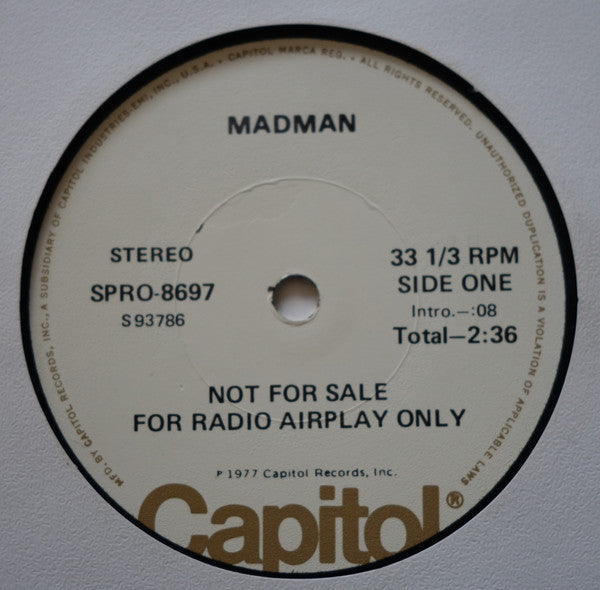 MFD. BY CAPITOL RECORDS, INC., A SUBSIDIARY OF CAPITOL INDUSTRIES-EMI, INC., U.S.A. • CAPITOL MARCA REG. • ALL RIGHTS RESERVED. UNAUTHORIZED DUPLICATION IS A VIOLATION OF APPLICABLE LAWS
MADMAN
STEREO
SPRO-8697
S93786
33 1/3 RPM
SIDE ONE
Intro.—:08
Total—2:36
NOT FOR SALE
FOR RADIO AIRPLAY ONLY
℗ 1977 Capitol Records, Inc.
Capitol®